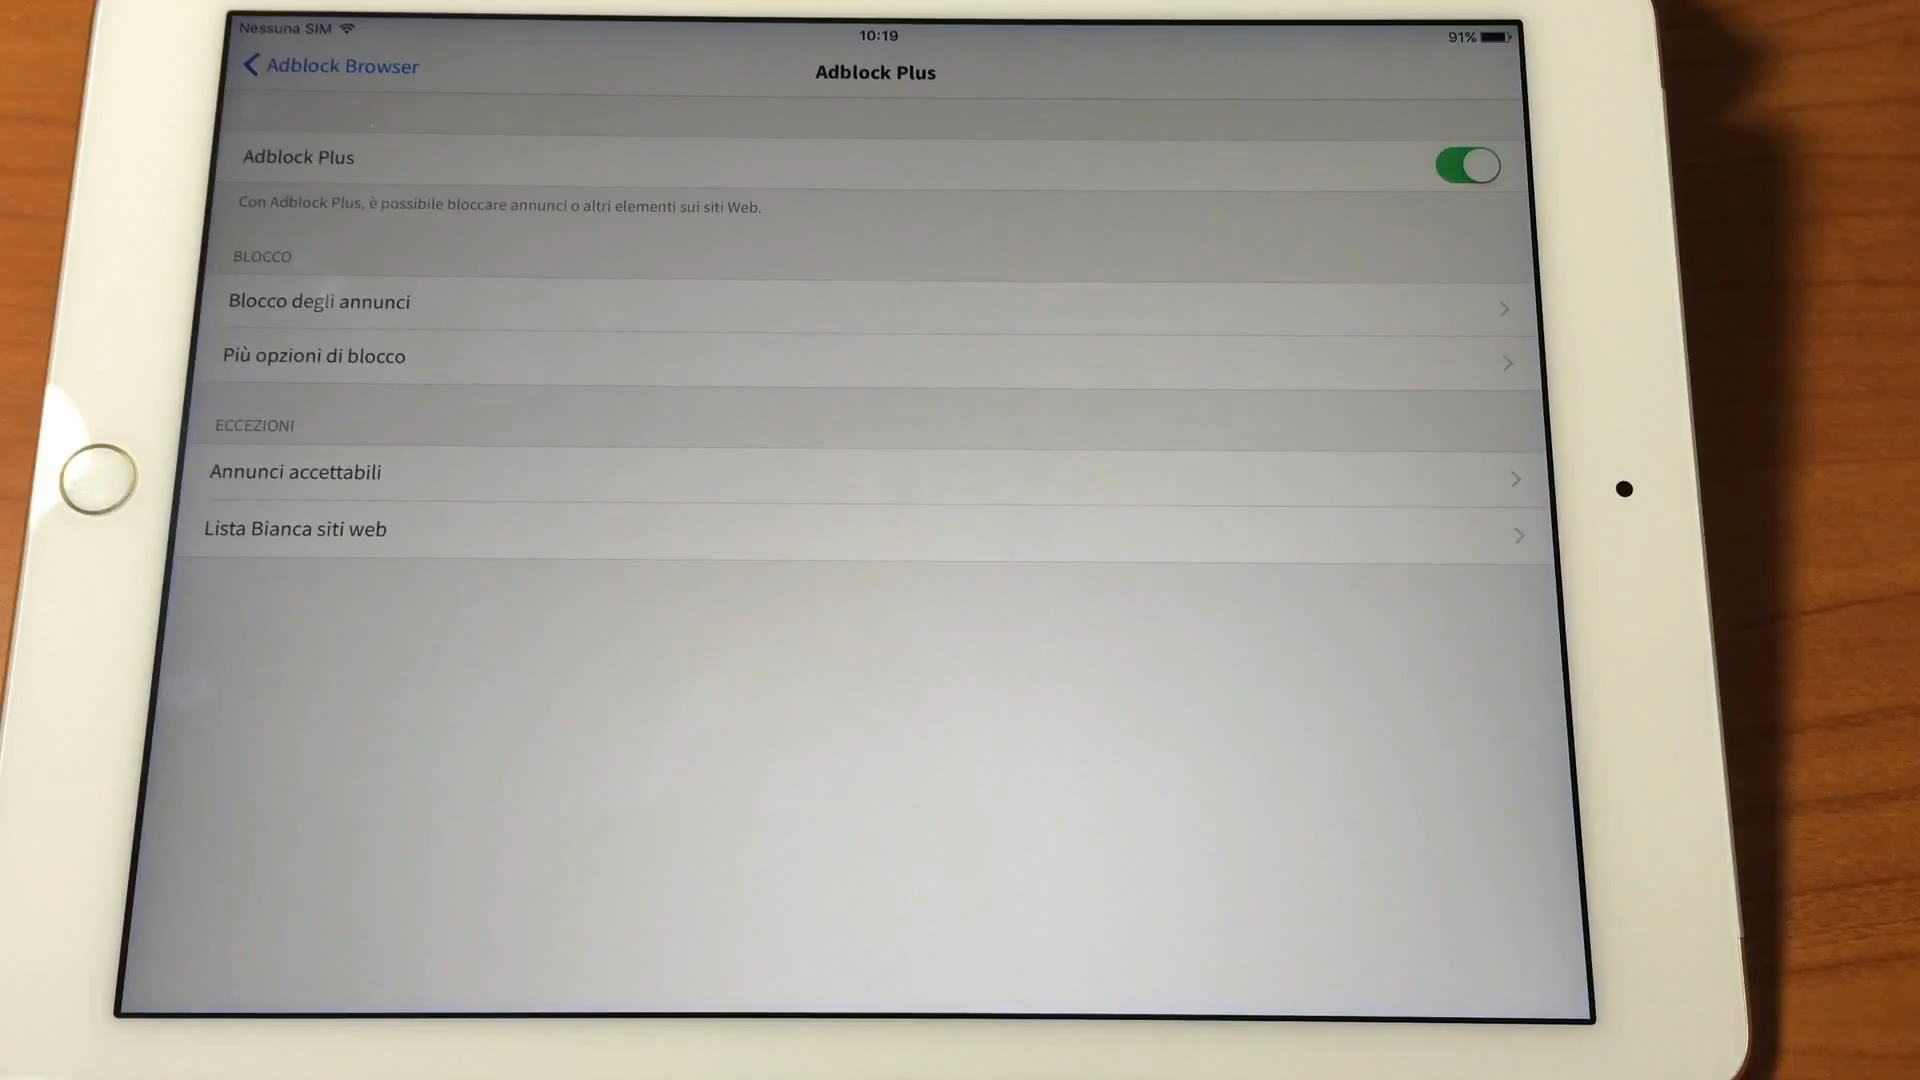 Nessuna SIM
10:19
91%
Adblock Browser
Adblock Plus
Adblock Plus
Con Adblock Plus, è possibile bloccare annunci o altri elementi sui siti Web.
BLOCCO
Blocco degli annunci
Più opzioni di blocco
ECCEZIONI
Annunci accettabili
Lista Bianca siti web